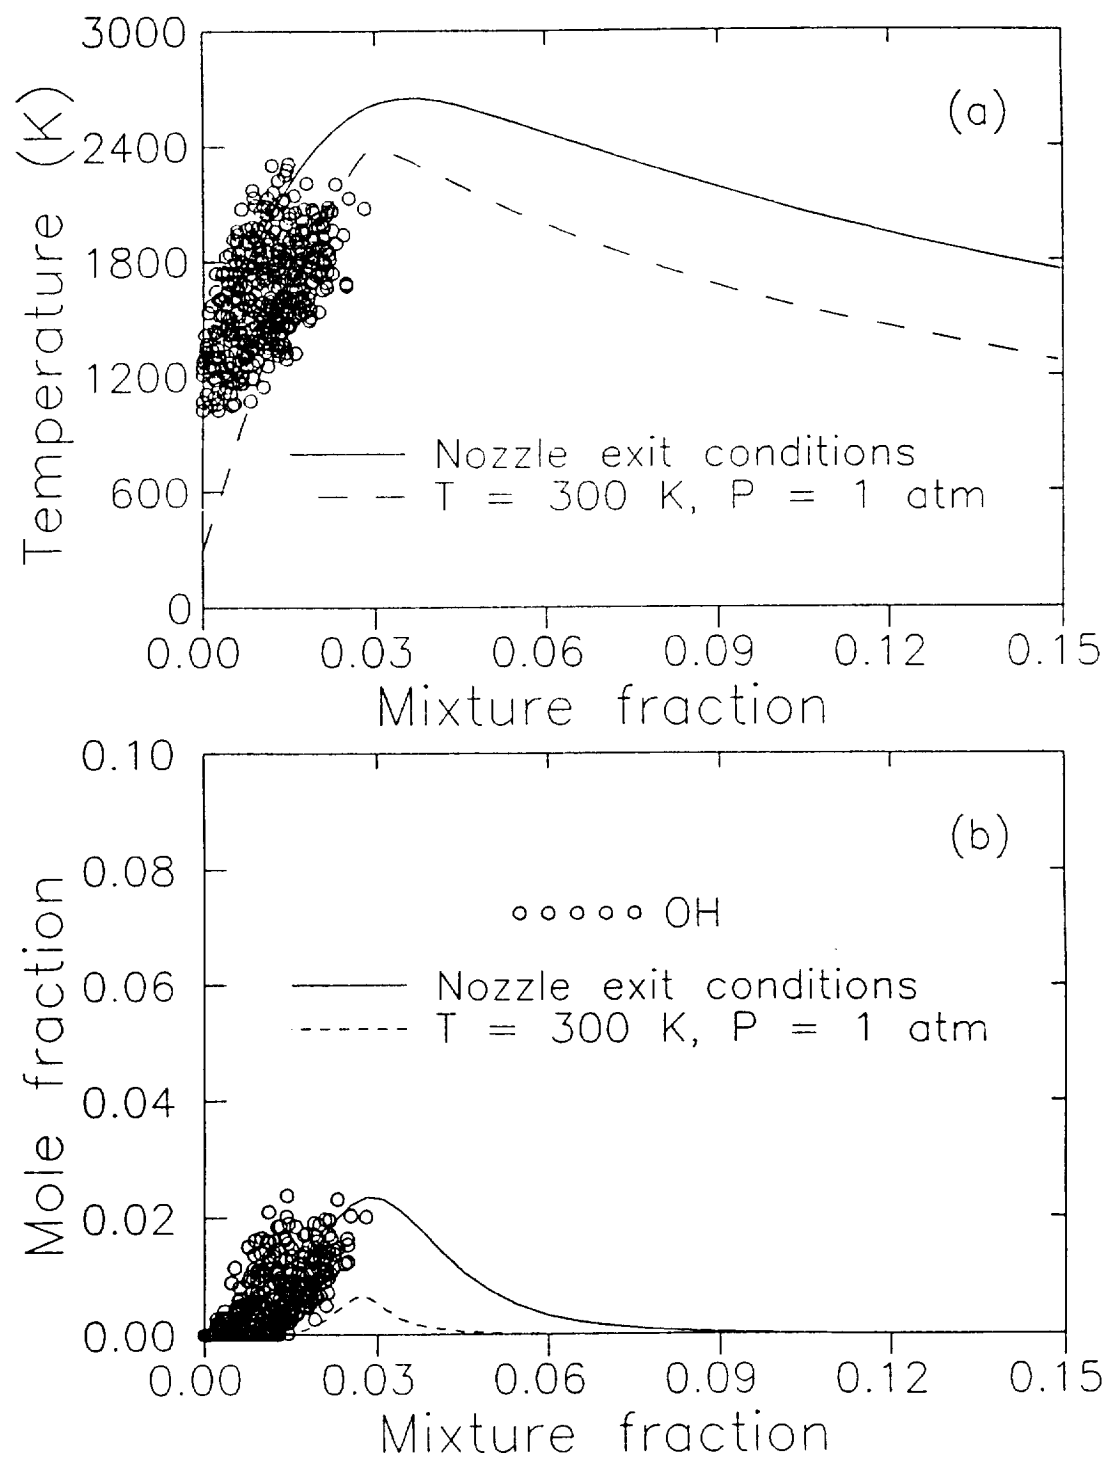 3000
2400
1800
1200
600
0
Temperature (K)
(a)
Nozzle exit conditions
T = 300 K, P = 1 atm
0.00 0.03 0.06 0.09 0.12 0.15
Mixture fraction
0.10
0.08
0.06
0.04
0.02
0.00
Mole fraction
(b)
OH
Nozzle exit conditions
T = 300 K, P = 1 atm
0.00 0.03 0.06 0.09 0.12 0.15
Mixture fraction